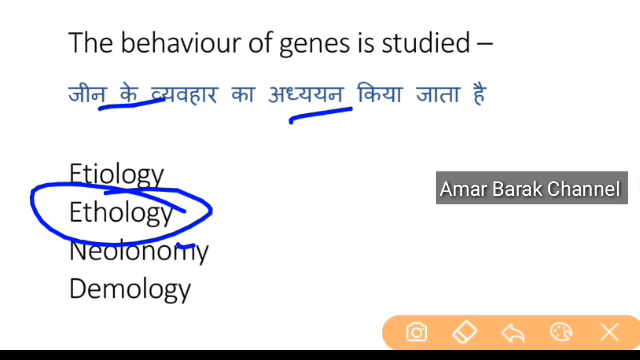 The behaviour of genes is studied –
जीन के व्यवहार का अध्ययन किया जाता है
Etiology
Amar Barak Channel
Ethology
Neolonomy
Demology